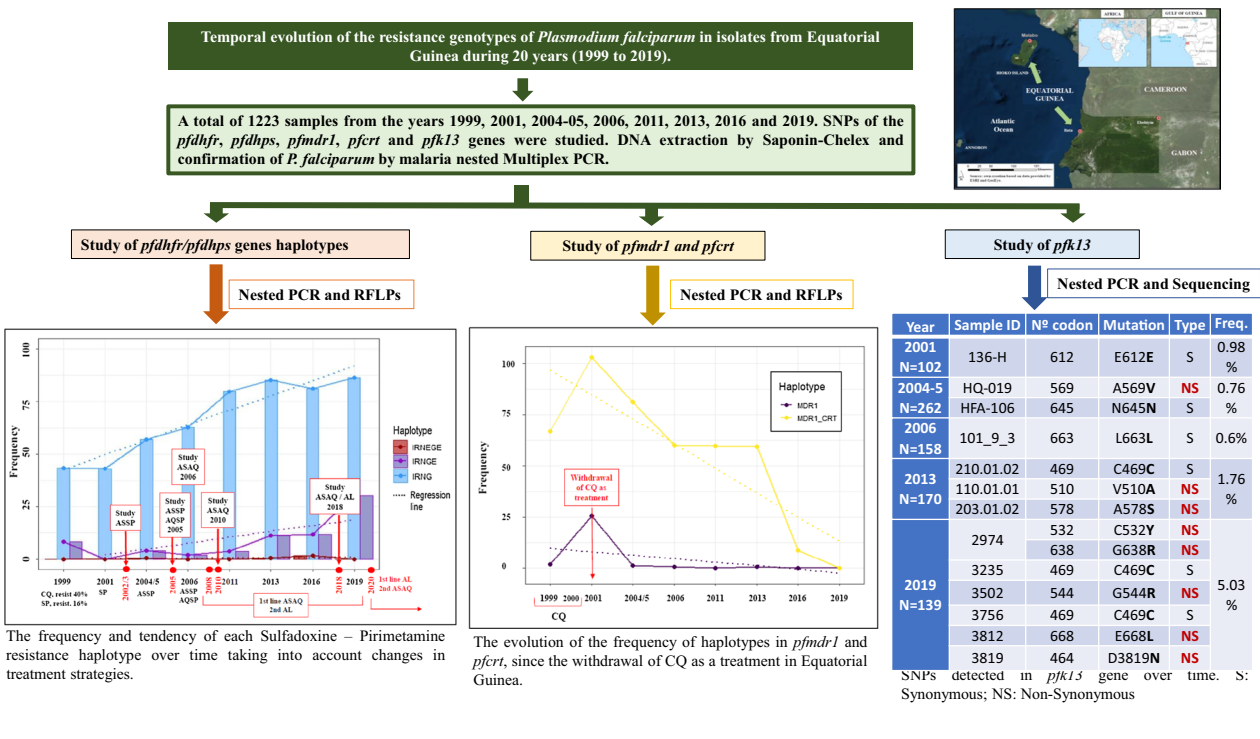 Temporal evolution of the resistance genotypes of Plasmodium falciparum in isolates from Equatorial
Guinea during 20 years (1999 to 2019).
A total of 1223 samples from the years 1999, 2001, 2004-05, 2006, 2011, 2013, 2016 and 2019. SNPs of the
pfdhfr, pfdhps, pfmdr1, pfcrt and pfk13 genes were studied. DNA extraction by Saponin-Chelex and
confirmation of P. falciparum by malaria nested Multiplex PCR.
AFRICA
GULF OF GUINEA
Malabo
BIOKO ISLAND
EQUATORIAL
GUINEA
CAMEROON
Atlantic
Ocean
Bata
Ebebeyin
ANNOBON
GABON
Study of pfdhfr/pfdhps genes haplotypes
Nested PCR and RFLPs
Frequency
100
75
50
25
0
Study
ASSP
Study
ASAQ
2006
Study
ASSP
AQSP
2005
Study
ASAQ
2010
Study
ASAQ / AL
2018
Haplotype
IRNEGE
IRNGE
IRNG
Regression
line
1999
2001
2004/5
2006
2011
2013
2016
2019
CQ, resist. 40%
SP, resist. 16%
SP
ASSP
ASSP
AQSP
2002/3
2005
2008
2010
2018
2020
1st line ASAQ
2nd AL
1st line AL
2nd ASAQ
The frequency and tendency of each Sulfadoxine – Pirimetamine
resistance haplotype over time taking into account changes in
treatment strategies.
Study of pfmdr1 and pfcrt
Nested PCR and RFLPs
Frequency
100
75
50
25
0
Withdrawal
of CQ as
treatment
Haplotype
MDR1
MDR1_CRT
1999 2000 2001 2004/5 2006 2011 2013 2016 2019
CQ
The evolution of the frequency of haplotypes in pfmdr1 and
pfcrt, since the withdrawal of CQ as a treatment in Equatorial
Guinea.
Study of pfk13
Nested PCR and Sequencing
Year Sample ID Nº codon Mutation Type Freq.
2001 N=102 136-H 612 E612E S 0.98 %
2004-5 N=262 HQ-019 569 A569V NS 0.76 %
HFA-106 645 N645N S
2006 N=158 101_9_3 663 L663L S 0.6%
2013 N=170 210.01.02 469 C469C S 1.76 %
110.01.01 510 V510A NS
203.01.02 578 A578S NS
2019 N=139 2974 532 C532Y NS 5.03 %
638 G638R NS
3235 469 C469C S
3502 544 G544R NS
3756 469 C469C S
3812 668 E668L NS
3819 464 D3819N NS
SNPs detected in pfk13 gene over time. S:
Synonymous; NS: Non-Synonymous